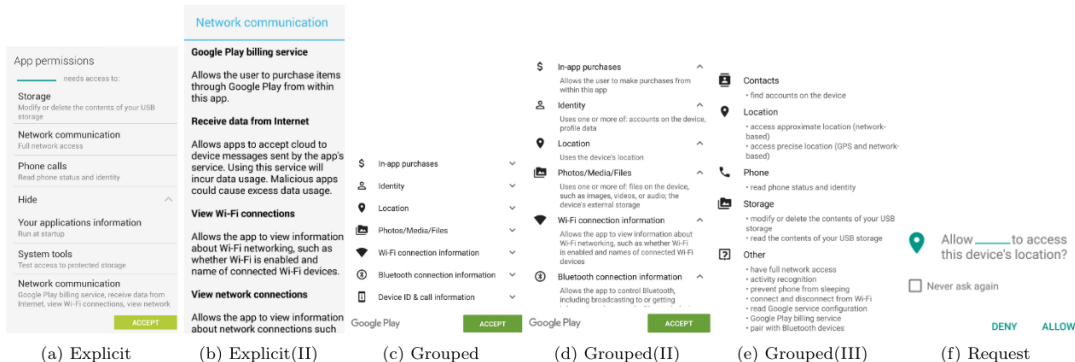 App permissions
needs access to:
Storage
Modify or delete the contents of your USB
storage
Network communication
Full network access
Phone calls
Read phone status and identity
Hide
Your applications information
Run at startup
System tools
Test access to protected storage
Network communication
Google Play billing service, receive data from
Internet, view Wi-Fi connections, view network
ACCEPT
(a) Explicit
Network communication
Google Play billing service
Allows the user to purchase items
through Google Play from within
this app.
Receive data from Internet
Allows apps to accept cloud to
device messages sent by the app's
service. Using this service will
incur data usage. Malicious apps
could cause excess data usage.
View Wi-Fi connections
Allows the app to view information
about Wi-Fi networking, such as
whether Wi-Fi is enabled and
name of connected Wi-Fi devices.
View network connections
Allows the app to view information
about network connections such
(b) Explicit(II)
$ In-app purchases
Identity
Location
Photos/Media/Files
Wi-Fi connection information
Bluetooth connection information
Device ID & call information
Google Play
ACCEPT
(c) Grouped
$ In-app purchases
Allows the user to make purchases from
within this app
Identity
Uses one or more of: accounts on the device,
profile data
Location
Uses the device's location
Photos/Media/Files
Uses one or more of: files on the device,
such as images, videos, or audio; the
device's external storage
Wi-Fi connection information
Allows the app to view information about
Wi-Fi networking, such as whether Wi-Fi
is enabled and names of connected Wi-Fi
devices
Bluetooth connection information
Allows the app to control Bluetooth,
including broadcasting to or getting
Google Play
ACCEPT
(d) Grouped(II)
Contacts
• find accounts on the device
Location
• access approximate location (network-
based)
• access precise location (GPS and network-
based)
Phone
• read phone status and identity
Storage
• modify or delete the contents of your USB
storage
• read the contents of your USB storage
Other
• have full network access
• activity recognition
• prevent phone from sleeping
• connect and disconnect from Wi-Fi
• read Google service configuration
• Google Play billing service
• pair with Bluetooth devices
(e) Grouped(III)
Allow to access
this device's location?
Never ask again
DENY ALLOW
(f) Request